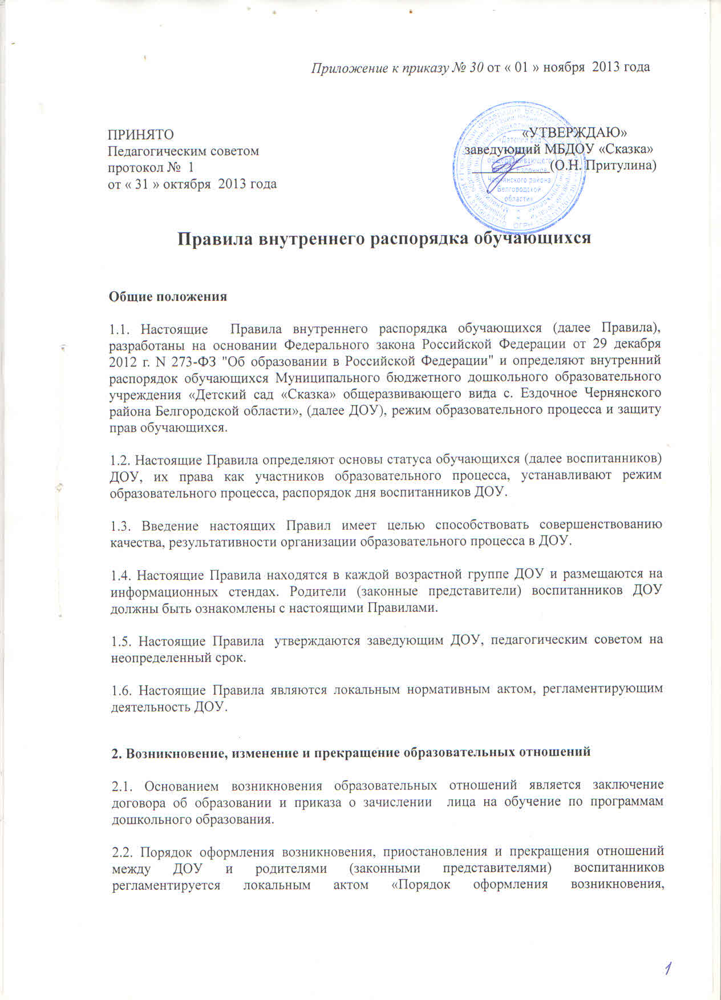 Приложение к приказу № 30 от « 01 » ноября 2013 года
ПРИНЯТО
Педагогическим советом
протокол № 1
от « 31 » октября 2013 года
«УТВЕРЖДАЮ»
заведующий МБДОУ «Сказка»
__________(О.Н. Притулина)
«Детский сад
общеразвивающего
Чернянского района
Белгородской
области»
Правила внутреннего распорядка обучающихся
Общие положения
1.1. Настоящие Правила внутреннего распорядка обучающихся (далее Правила),
разработаны на основании Федерального закона Российской Федерации от 29 декабря
2012 г. N 273-ФЗ "Об образовании в Российской Федерации" и определяют внутренний
распорядок обучающихся Муниципального бюджетного дошкольного образовательного
учреждения «Детский сад «Сказка» общеразвивающего вида с. Ездочное Чернянского
района Белгородской области», (далее ДОУ), режим образовательного процесса и защиту
прав обучающихся.
1.2. Настоящие Правила определяют основы статуса обучающихся (далее воспитанников)
ДОУ, их права как участников образовательного процесса, устанавливают режим
образовательного процесса, распорядок дня воспитанников ДОУ.
1.3. Введение настоящих Правил имеет целью способствовать совершенствованию
качества, результативности организации образовательного процесса в ДОУ.
1.4. Настоящие Правила находятся в каждой возрастной группе ДОУ и размещаются на
информационных стендах. Родители (законные представители) воспитанников ДОУ
должны быть ознакомлены с настоящими Правилами.
1.5. Настоящие Правила утверждаются заведующим ДОУ, педагогическим советом на
неопределенный срок.
1.6. Настоящие Правила являются локальным нормативным актом, регламентирующим
деятельность ДОУ.
2. Возникновение, изменение и прекращение образовательных отношений
2.1. Основанием возникновения образовательных отношений является заключение
договора об образовании и приказа о зачислении лица на обучение по программам
дошкольного образования.
2.2. Порядок оформления возникновения, приостановления и прекращения отношений
между ДОУ и родителями (законными представителями) воспитанников
регламентируется локальным актом «Порядок оформления возникновения,
1